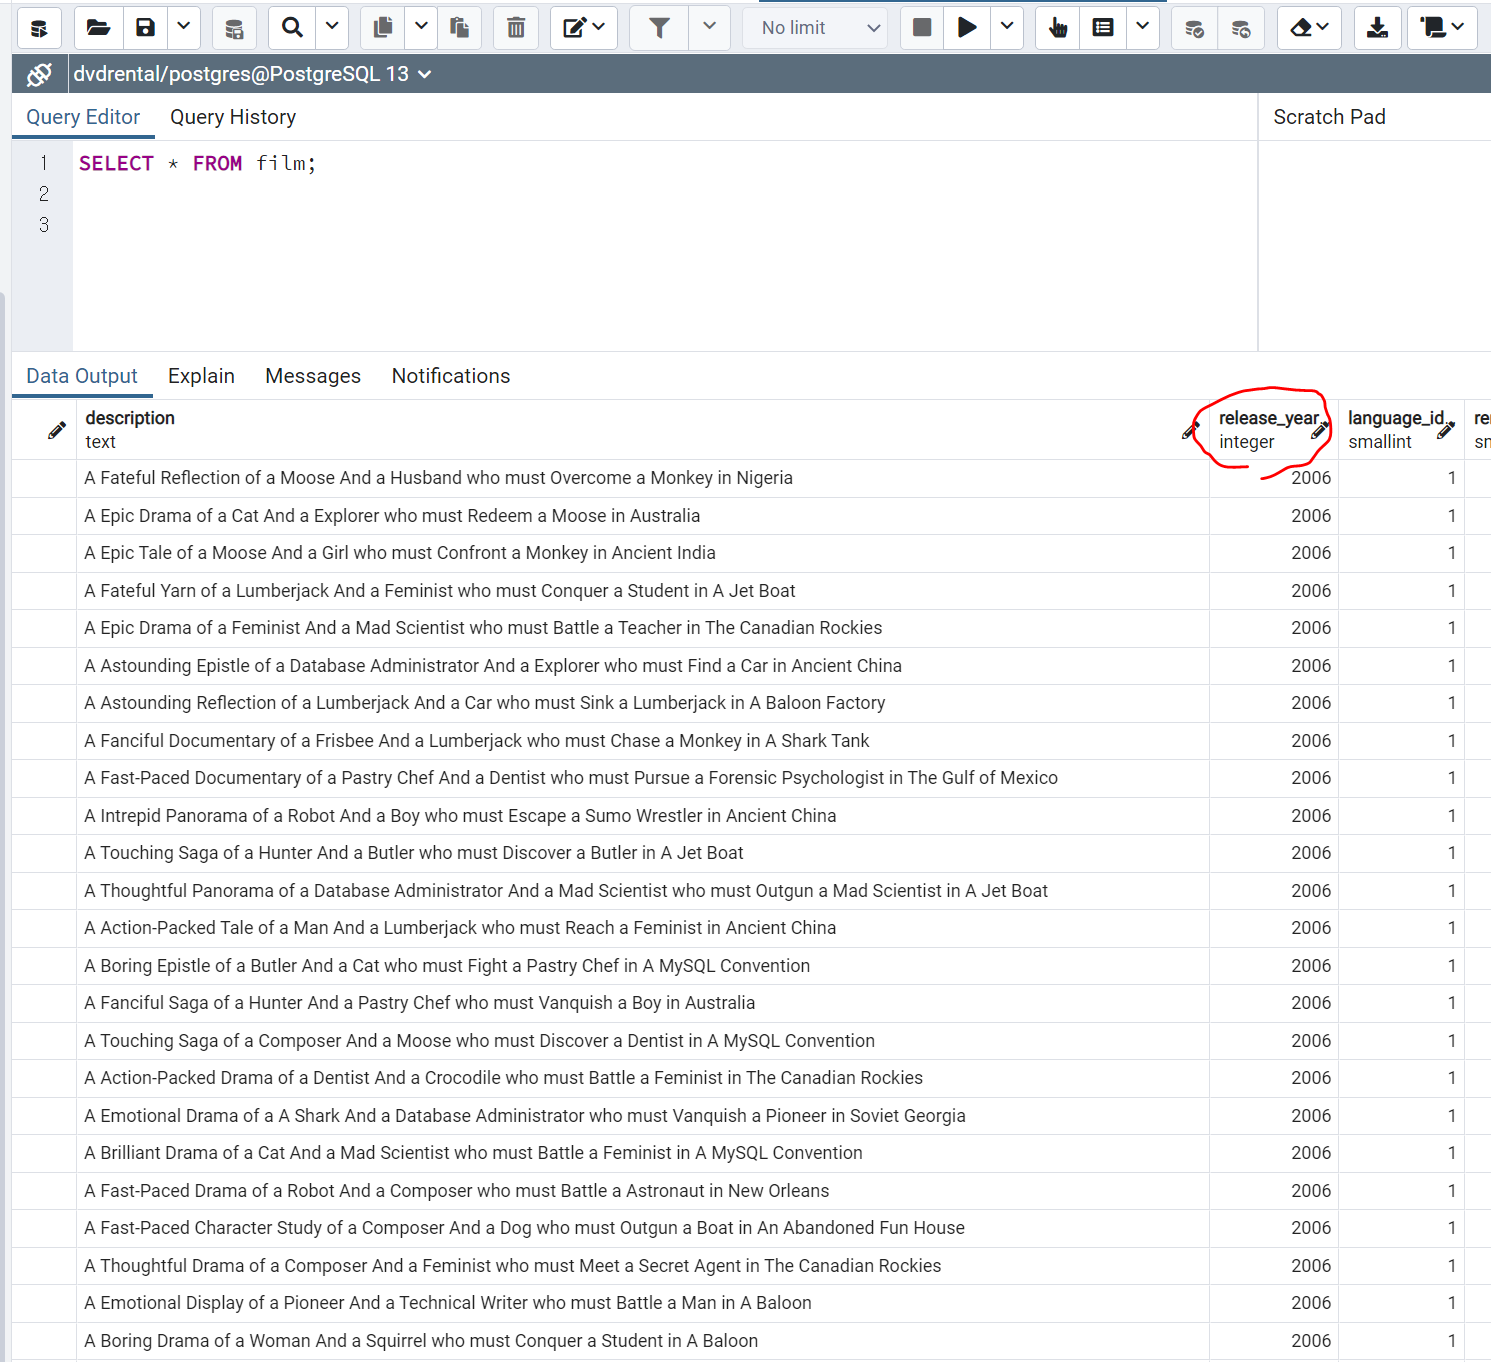 No limit
dvdrental/postgres@PostgreSQL 13
Query Editor Query History Scratch Pad
1 SELECT * FROM film;
2
3
Data Output Explain Messages Notifications
description release_year language_id re
text integer smallint sn
A Fateful Reflection of a Moose And a Husband who must Overcome a Monkey in Nigeria 2006 1
A Epic Drama of a Cat And a Explorer who must Redeem a Moose in Australia 2006 1
A Epic Tale of a Moose And a Girl who must Confront a Monkey in Ancient India 2006 1
A Fateful Yarn of a Lumberjack And a Feminist who must Conquer a Student in A Jet Boat 2006 1
A Epic Drama of a Feminist And a Mad Scientist who must Battle a Teacher in The Canadian Rockies 2006 1
A Astounding Epistle of a Database Administrator And a Explorer who must Find a Car in Ancient China 2006 1
A Astounding Reflection of a Lumberjack And a Car who must Sink a Lumberjack in A Baloon Factory 2006 1
A Fanciful Documentary of a Frisbee And a Lumberjack who must Chase a Monkey in A Shark Tank 2006 1
A Fast-Paced Documentary of a Pastry Chef And a Dentist who must Pursue a Forensic Psychologist in The Gulf of Mexico 2006 1
A Intrepid Panorama of a Robot And a Boy who must Escape a Sumo Wrestler in Ancient China 2006 1
A Touching Saga of a Hunter And a Butler who must Discover a Butler in A Jet Boat 2006 1
A Thoughtful Panorama of a Database Administrator And a Mad Scientist who must Outgun a Mad Scientist in A Jet Boat 2006 1
A Action-Packed Tale of a Man And a Lumberjack who must Reach a Feminist in Ancient China 2006 1
A Boring Epistle of a Butler And a Cat who must Fight a Pastry Chef in A MySQL Convention 2006 1
A Fanciful Saga of a Hunter And a Pastry Chef who must Vanquish a Boy in Australia 2006 1
A Touching Saga of a Composer And a Moose who must Discover a Dentist in A MySQL Convention 2006 1
A Action-Packed Drama of a Dentist And a Crocodile who must Battle a Feminist in The Canadian Rockies 2006 1
A Emotional Drama of a A Shark And a Database Administrator who must Vanquish a Pioneer in Soviet Georgia 2006 1
A Brilliant Drama of a Cat And a Mad Scientist who must Battle a Feminist in A MySQL Convention 2006 1
A Fast-Paced Drama of a Robot And a Composer who must Battle a Astronaut in New Orleans 2006 1
A Fast-Paced Character Study of a Composer And a Dog who must Outgun a Boat in An Abandoned Fun House 2006 1
A Thoughtful Drama of a Composer And a Feminist who must Meet a Secret Agent in The Canadian Rockies 2006 1
A Emotional Display of a Pioneer And a Technical Writer who must Battle a Man in A Baloon 2006 1
A Boring Drama of a Woman And a Squirrel who must Conquer a Student in A Baloon 2006 1